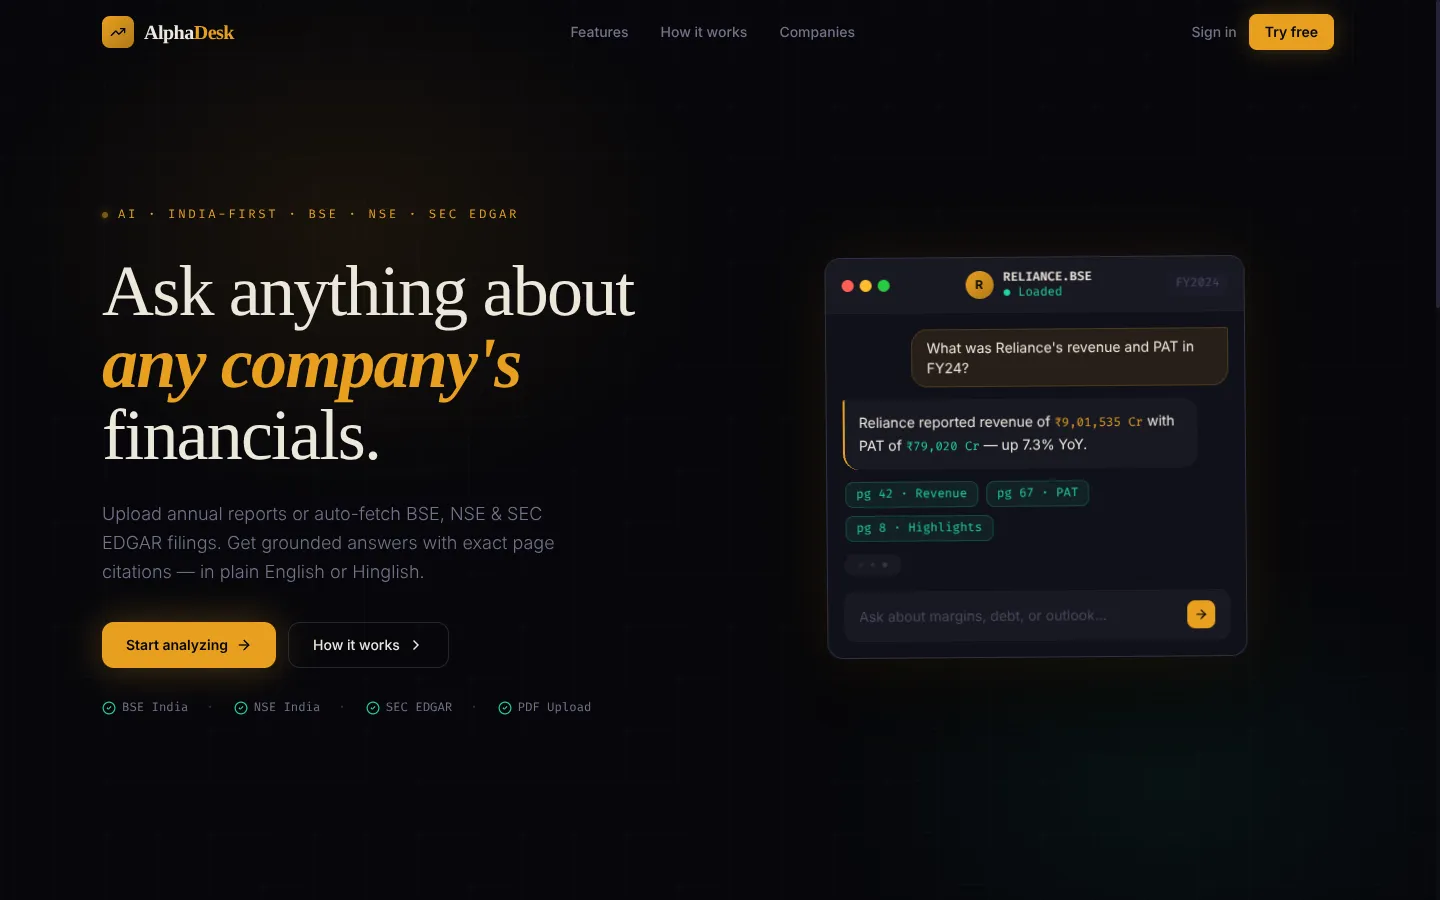 AlphaDesk
Features
How it works
Companies
Sign in
Try free
AI · INDIA-FIRST · BSE · NSE · SEC EDGAR
Ask anything about
any company's
financials.
Upload annual reports or auto-fetch BSE, NSE & SEC
EDGAR filings. Get grounded answers with exact page
citations — in plain English or Hinglish.
Start analyzing →
How it works >
BSE India · NSE India · SEC EDGAR · PDF Upload
R
RELIANCE.BSE
Loaded
FY2024
What was Reliance's revenue and PAT in
FY24?
Reliance reported revenue of ₹9,01,535 Cr with
PAT of ₹79,020 Cr — up 7.3% YoY.
pg 42 · Revenue
pg 67 · PAT
pg 8 · Highlights
Ask about margins, debt, or outlook...